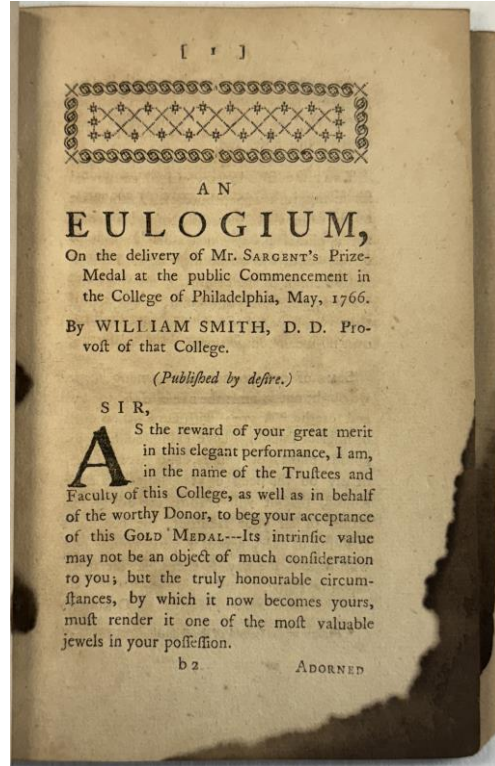 [ 1 ]
A N
EULOGIUM,
On the delivery of Mr. SARGENT's Prize-
Medal at the public Commencement in
the College of Philadelphia, May, 1766.
By WILLIAM SMITH, D. D. Pro-
voſt of that College.
(Publiſhed by deſire.)
S I R,
AS the reward of your great merit
in this elegant performance, I am,
in the name of the Truſtees and
Faculty of this College, as well as in behalf
of the worthy Donor, to beg your acceptance
of this GOLD MEDAL---Its intrinſic value
may not be an object of much conſideration
to you; but the truly honourable circum-
ſtances, by which it now becomes yours,
muſt render it one of the moſt valuable
jewels in your poſſeſſion.
b 2 ADORNED